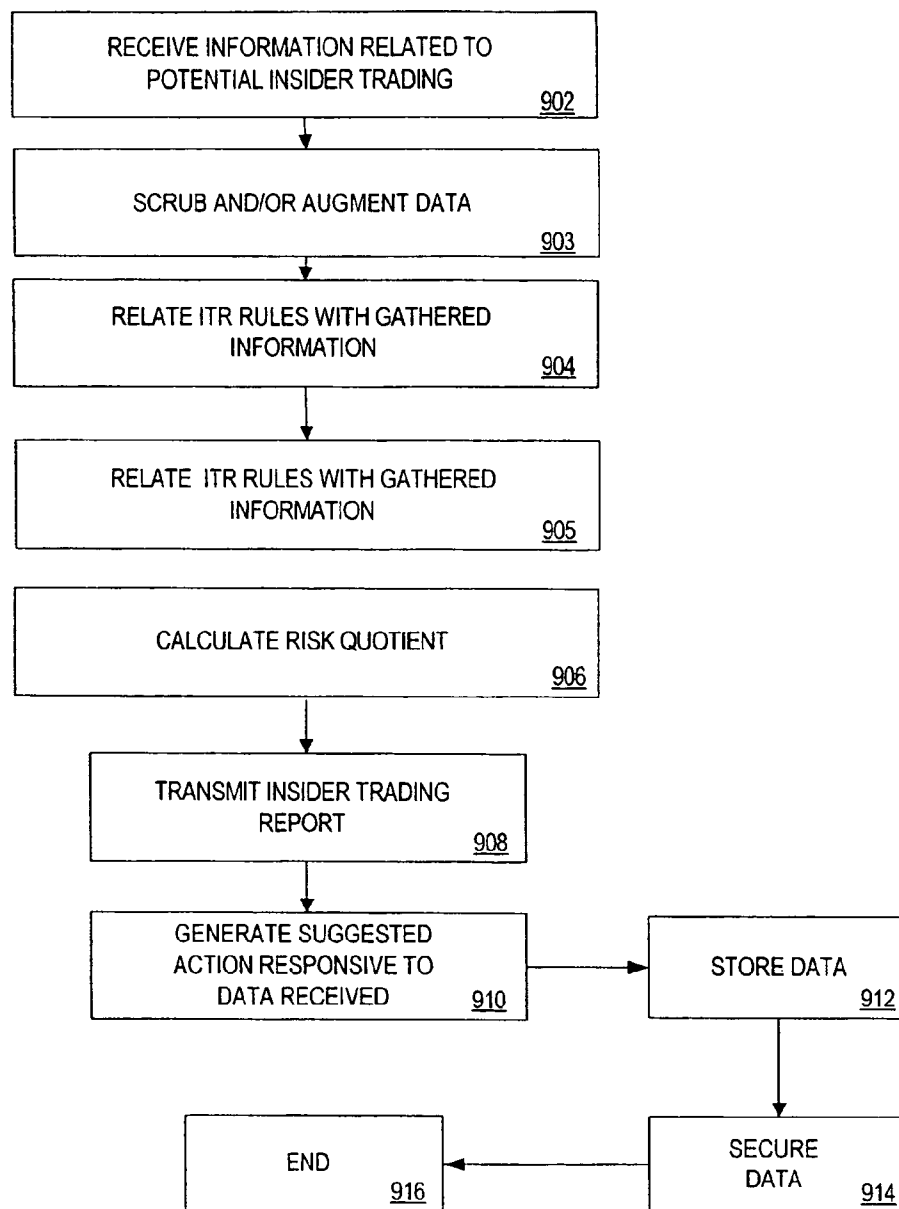 RECEIVE INFORMATION RELATED TO
POTENTIAL INSIDER TRADING
902
SCRUB AND/OR AUGMENT DATA
903
RELATE ITR RULES WITH GATHERED
INFORMATION
904
RELATE ITR RULES WITH GATHERED
INFORMATION
905
CALCULATE RISK QUOTIENT
906
TRANSMIT INSIDER TRADING
REPORT
908
GENERATE SUGGESTED
ACTION RESPONSIVE TO
DATA RECEIVED
910
STORE DATA
912
SECURE
DATA
914
END
916